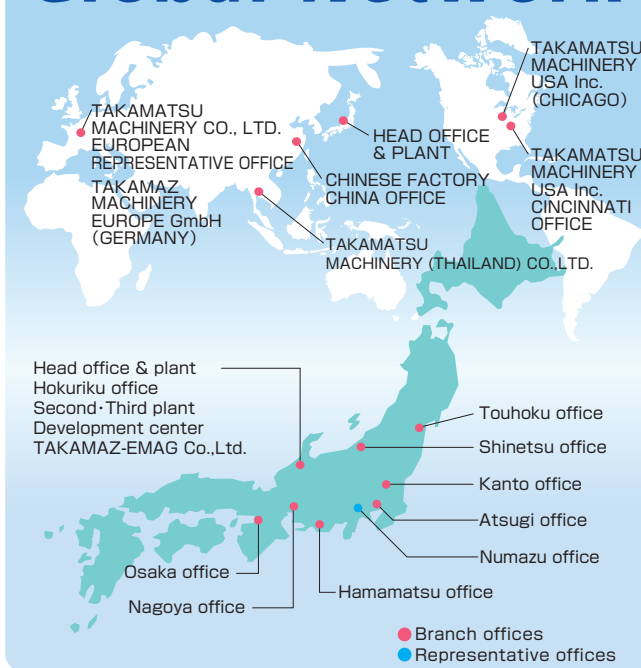 Global Network
TAKAMATSU
MACHINERY
USA Inc.
(CHICAGO)
TAKAMATSU
MACHINERY CO., LTD.
EUROPEAN
REPRESENTATIVE OFFICE
HEAD OFFICE
& PLANT
TAKAMATSU
MACHINERY
USA Inc.
CINCINNATI
OFFICE
CHINESE FACTORY
CHINA OFFICE
TAKAMAZ
MACHINERY
EUROPE GmbH
(GERMANY)
TAKAMATSU
MACHINERY (THAILAND) CO.,LTD.
Head office & plant
Hokuriku office
Second・Third plant
Development center
TAKAMAZ-EMAG Co.,Ltd.
Touhoku office
Shinetsu office
Kanto office
Atsugi office
Numazu office
Osaka office
Hamamatsu office
Nagoya office
Branch offices
Representative offices